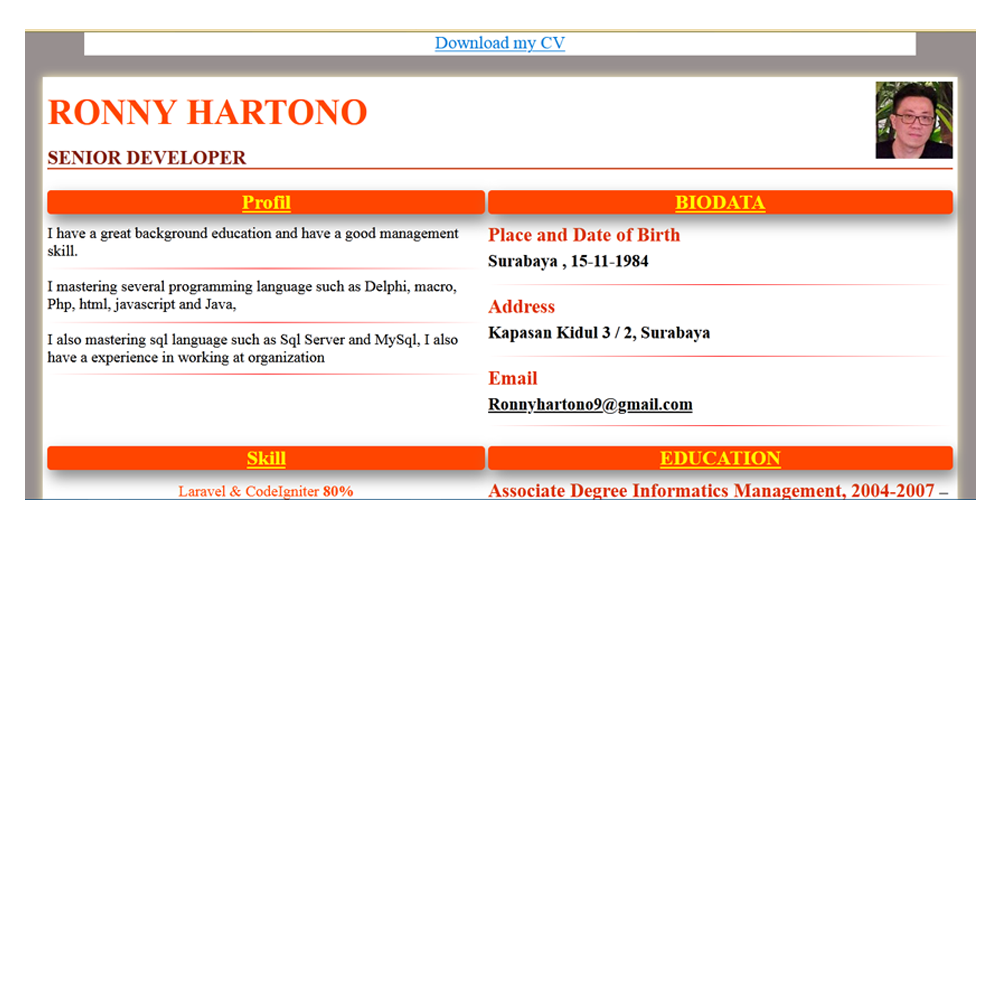 Download my CV
RONNY HARTONO
SENIOR DEVELOPER
Profil
I have a great background education and have a good management
skill.
I mastering several programming language such as Delphi, macro,
Php, html, javascript and Java,
I also mastering sql language such as Sql Server and MySql, I also
have a experience in working at organization
BIODATA
Place and Date of Birth
Surabaya , 15-11-1984
Address
Kapasan Kidul 3 / 2, Surabaya
Email
Ronnyhartono9@gmail.com
Skill
Laravel & CodeIgniter 80%
EDUCATION
Associate Degree Informatics Management, 2004-2007 –